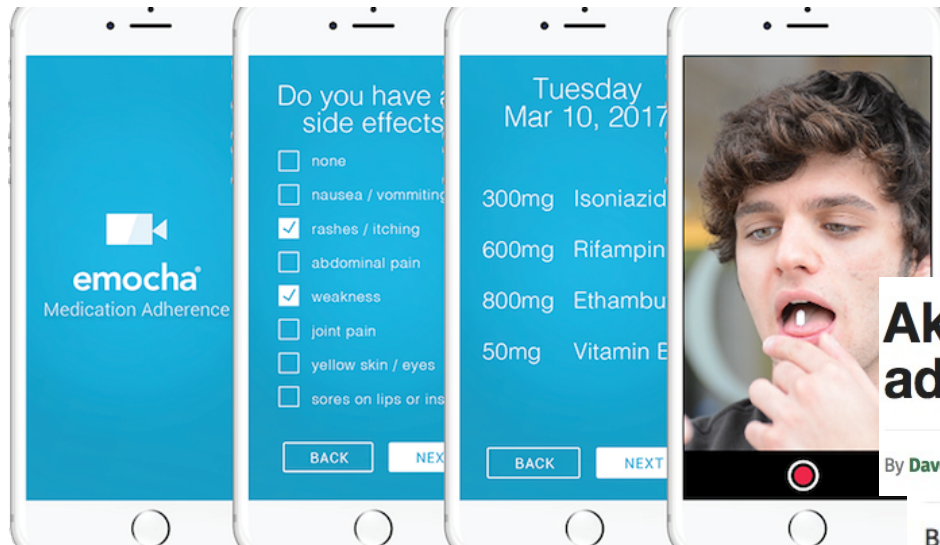 emocha®
Medication Adherence
Do you have
side effects
none
nausea / vommiting
rashes / itching
abdominal pain
weakness
joint pain
yellow skin / eyes
sores on lips or ins
BACK
NEX
Tuesday
Mar 10, 2017
300mg Isoniazid
600mg Rifampin
800mg Ethambu
50mg Vitamin
BACK
NEXT
Ak
ad
By Dav
B